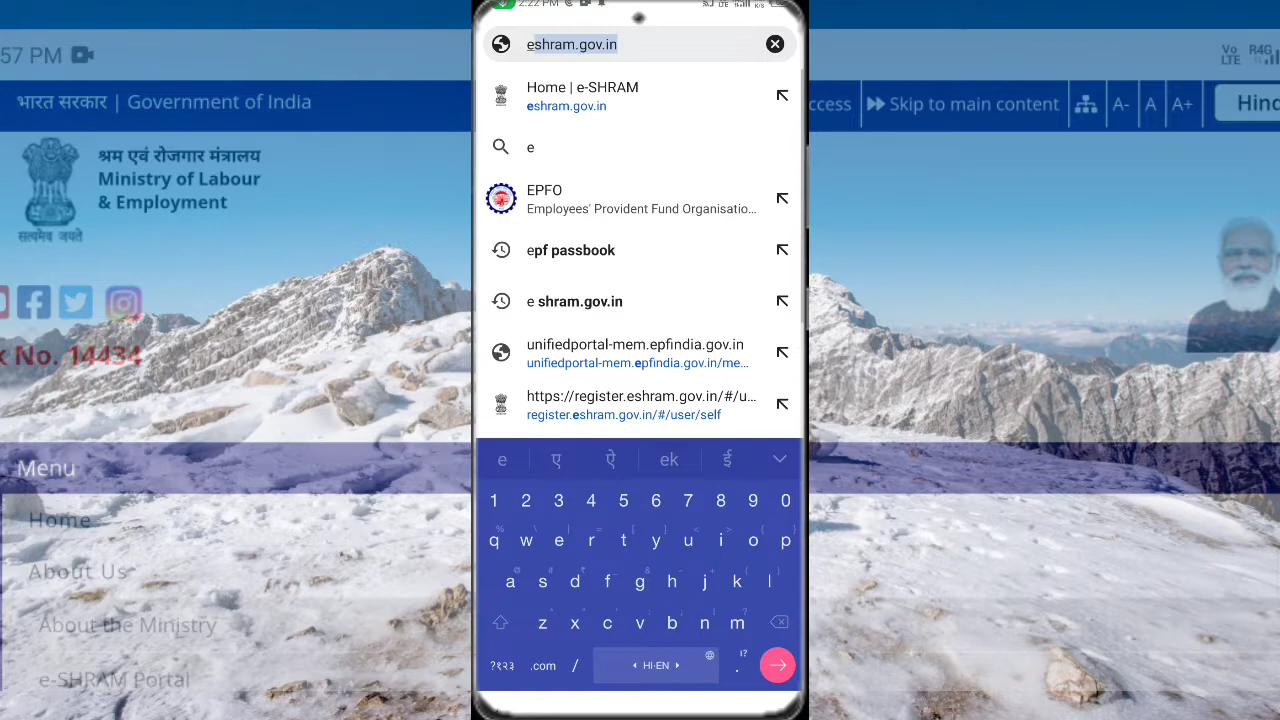 57 PM
Vo
LTE
R4G
भारत सरकार | Government of India
ccess
Skip to main content
A-
A
A+
Hind
श्रम एवं रोजगार मंत्रालय
Ministry of Labour
& Employment
सत्यमेव जयते
No. 14434
Menu
Home
About Us
About the Ministry
e-SHRAM Portal
2:22 PM
LTE
K/s
eshram.gov.in
Home | e-SHRAM
eshram.gov.in
e
EPFO
Employees' Provident Fund Organisatio...
epf passbook
e shram.gov.in
unifiedportal-mem.epfindia.gov.in
unifiedportal-mem.epfindia.gov.in/me...
https://register.eshram.gov.in/#/u...
register.eshram.gov.in/#/user/self
e ए ऐ ek ई
1 2 3 4 5 6 7 8 9 0
% \ | = [ ] < > { }
q w e r t y u i o p
@ # & - + ( )
a s d f g h j k l
z x c v b n m
?१२३ .com / HI·EN . !?